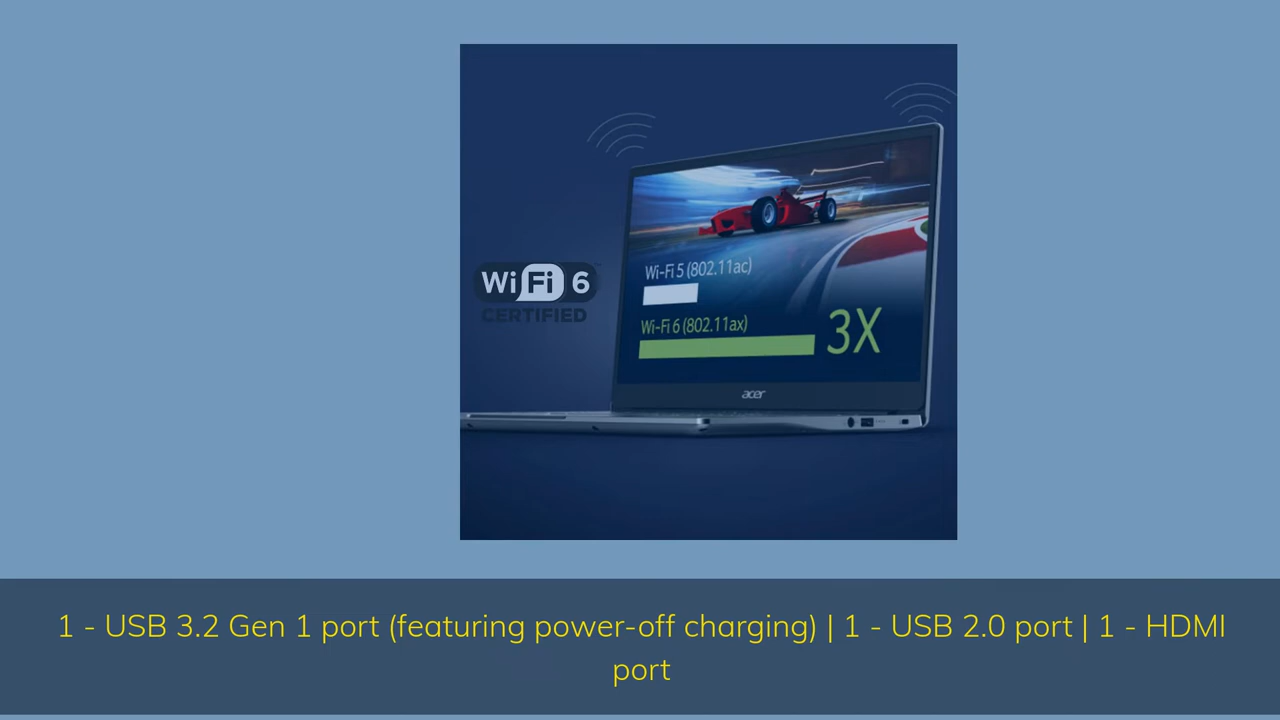 Wi-Fi 5 (802.11ac)
Wi Fi 6
CERTIFIED
Wi-Fi 6 (802.11ax)
3X
acer
1 - USB 3.2 Gen 1 port (featuring power-off charging) | 1 - USB 2.0 port | 1 - HDMI
port